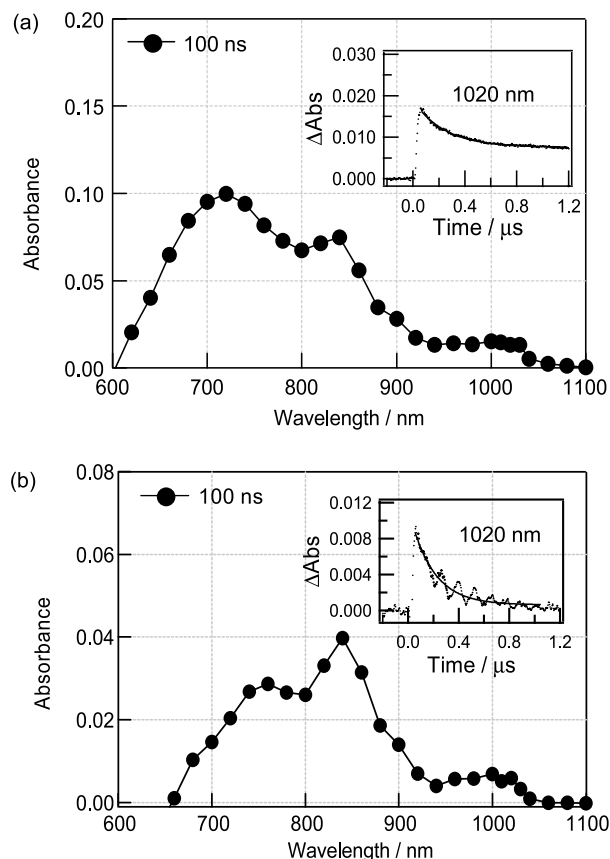 (a)
0.20
0.15
0.10
0.05
0.00
Absorbance
100 ns
0.030
0.020
0.010
0.000
ΔAbs
1020 nm
0.0 0.4 0.8 1.2
Time / μs
600 700 800 900 1000 1100
Wavelength / nm
(b)
0.08
0.06
0.04
0.02
0.00
Absorbance
100 ns
0.012
0.008
0.004
0.000
ΔAbs
1020 nm
0.0 0.4 0.8 1.2
Time / μs
600 700 800 900 1000 1100
Wavelength / nm